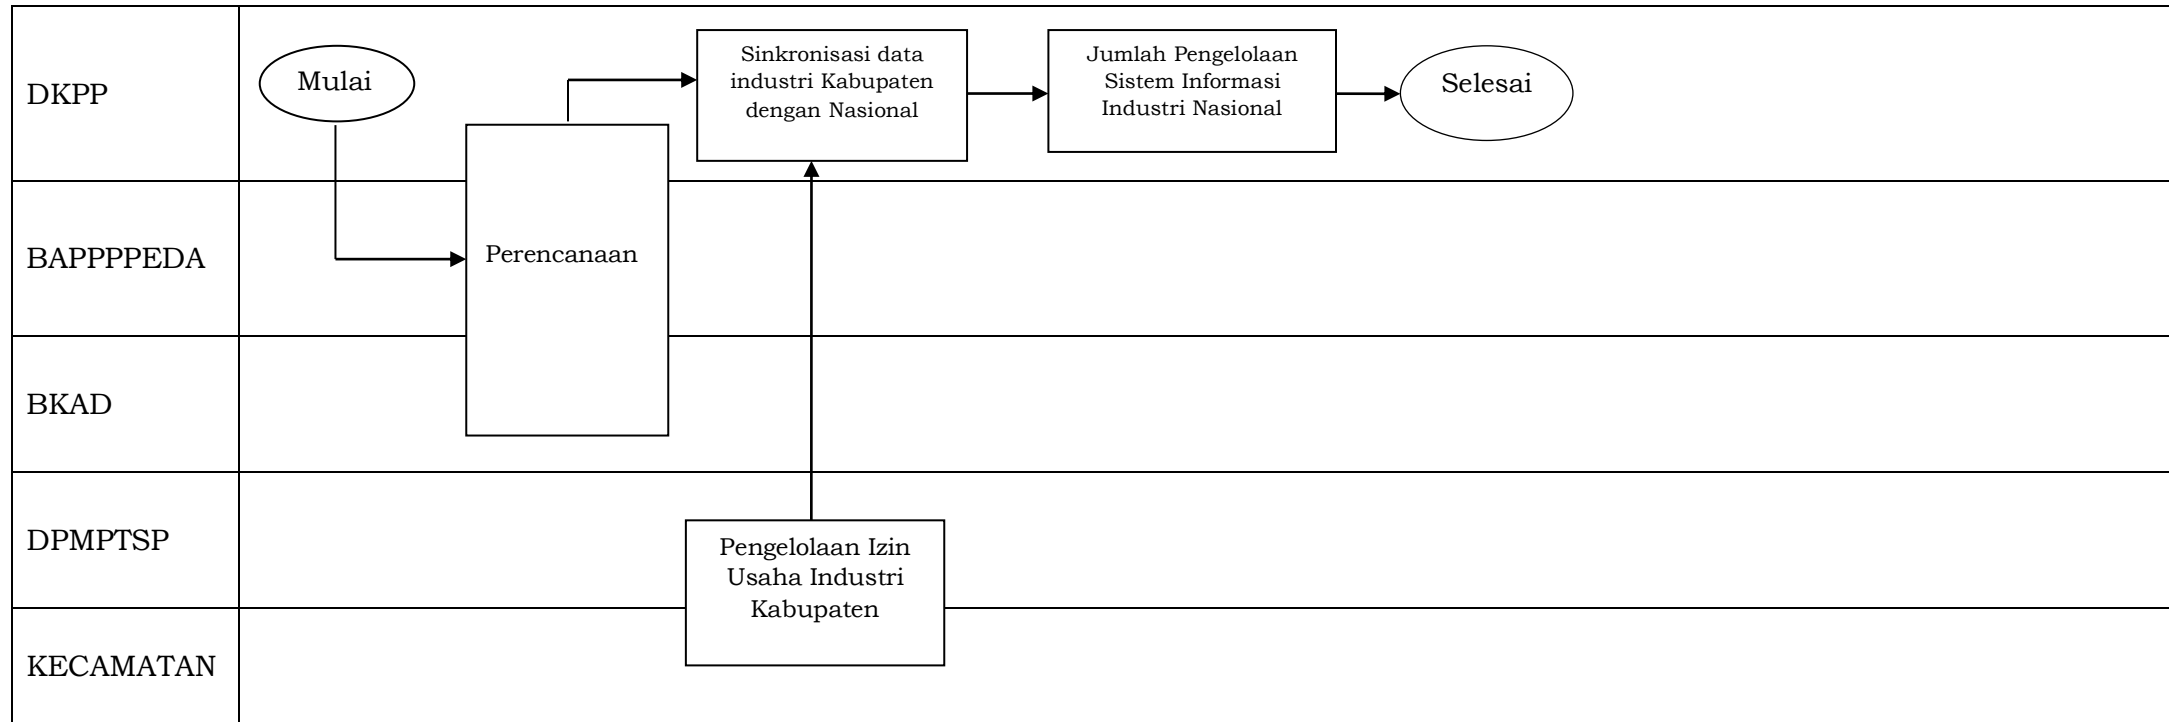 DKPP
Mulai
Sinkronisasi data
industri Kabupaten
dengan Nasional
Jumlah Pengelolaan
Sistem Informasi
Industri Nasional
Selesai
BAPPPPEDA
Perencanaan
BKAD
DPMPTSP
Pengelolaan Izin
Usaha Industri
Kabupaten
KECAMATAN